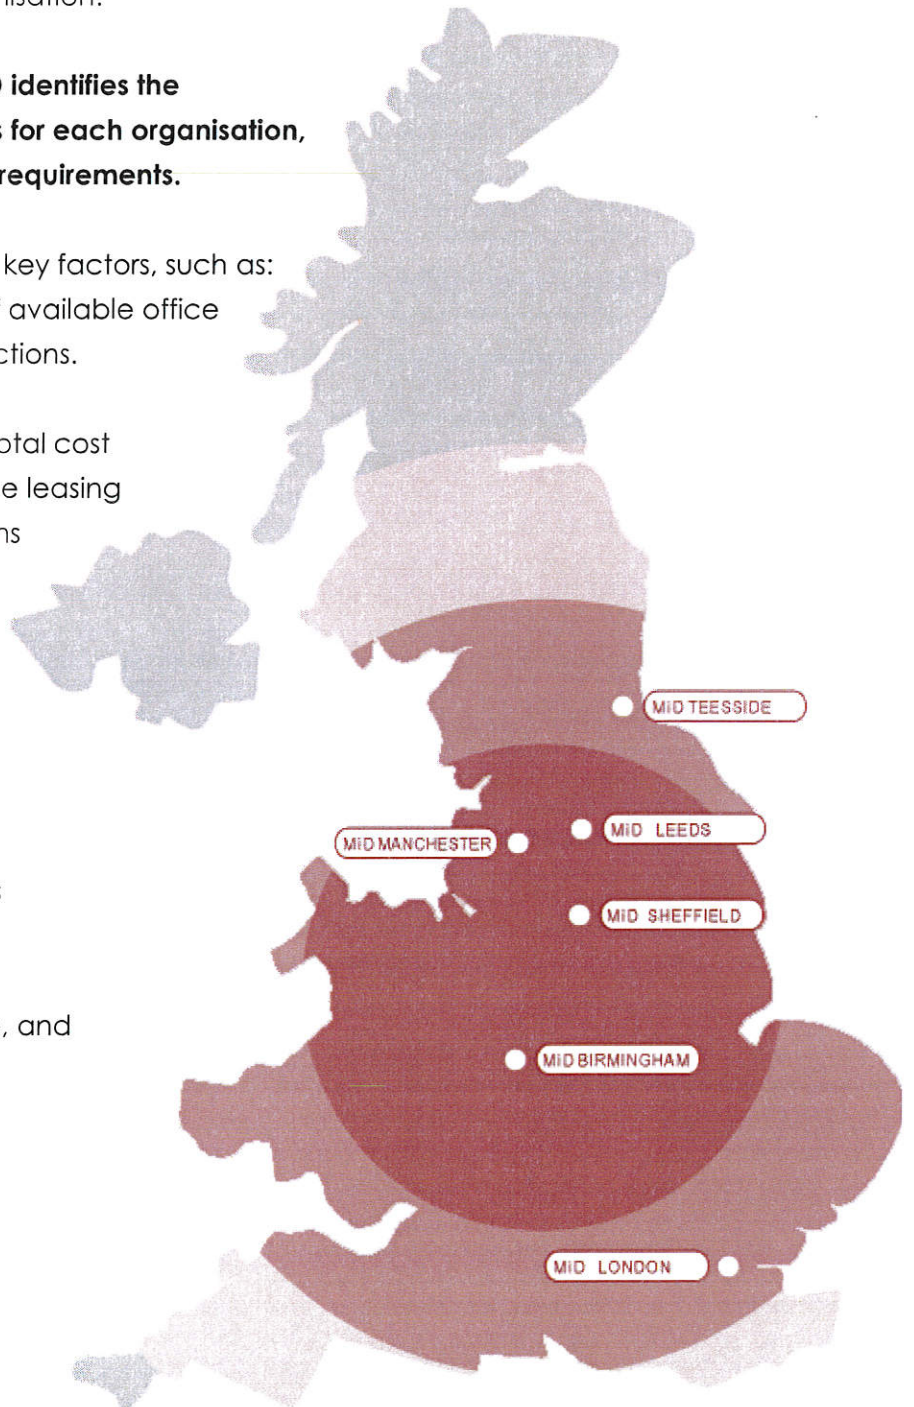 isation.
identifies the
for each organisation,
requirements.
key factors, such as:
available office
ctions.
otal cost
e leasing
ns
MiD TEESSIDE
MiD LEEDS
MiD MANCHESTER
MiD SHEFFIELD
, and
MiD BIRMINGHAM
MiD LONDON